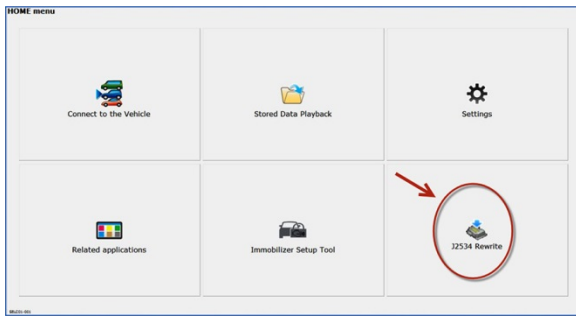 HOME menu
Connect to the Vehicle
Stored Data Playback
Settings
Related applications
Immobilizer Setup Tool
J2534 Rewrite